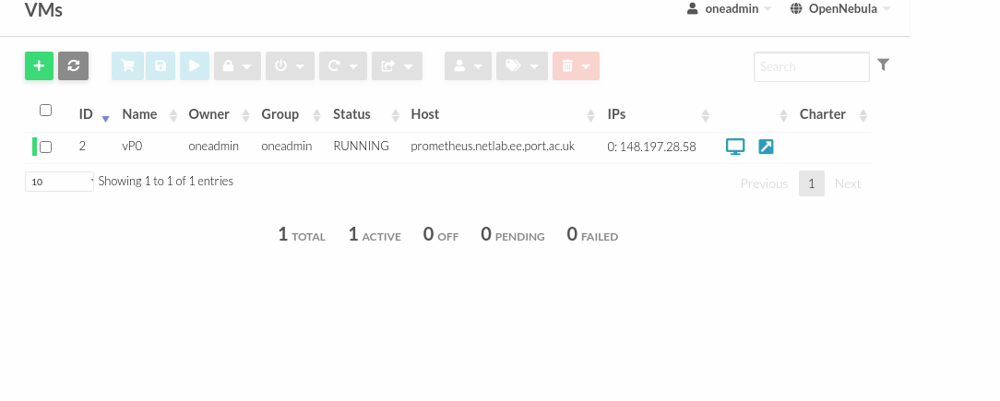 VMs
oneadmin OpenNebula
Search
ID Name Owner Group Status Host IPs Charter
2 vP0 oneadmin oneadmin RUNNING prometheus.netlab.ee.port.ac.uk 0: 148.197.28.58
10 Showing 1 to 1 of 1 entries Previous 1 Next
1 TOTAL 1 ACTIVE 0 OFF 0 PENDING 0 FAILED